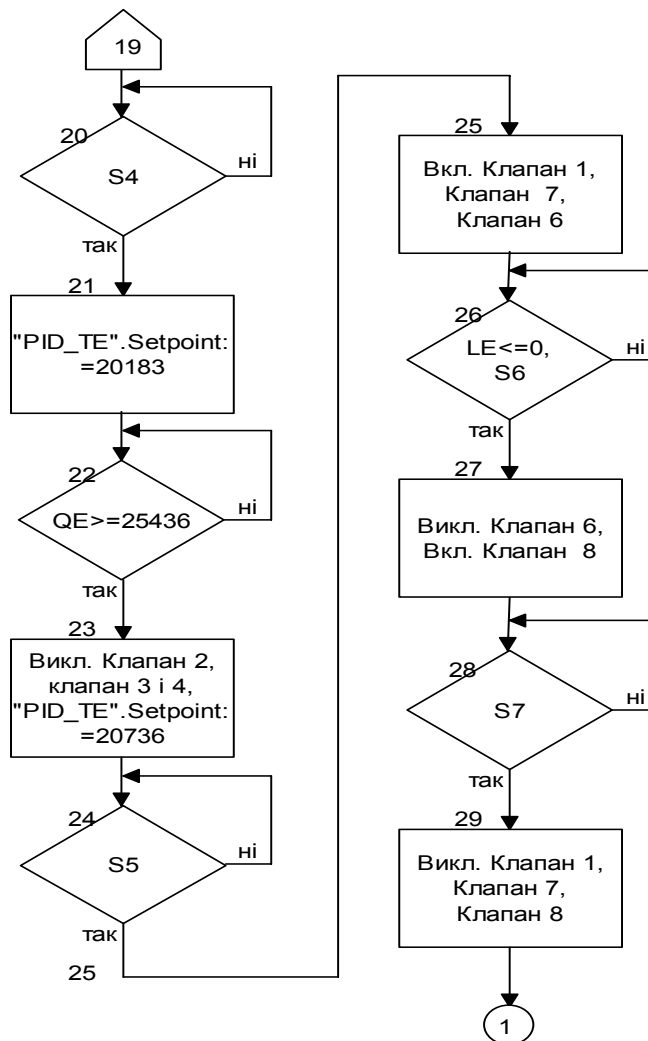 19
20
S4
ні
так
21
"PID_TE".Setpoint:
=20183
22
QE>=25436
ні
так
23
Викл. Клапан 2,
клапан 3 і 4,
"PID_TE".Setpoint:
=20736
24
S5
ні
так
25
25
Вкл. Клапан 1,
Клапан 7,
Клапан 6
26
LE<=0,
S6
ні
так
27
Викл. Клапан 6,
Вкл. Клапан 8
28
S7
ні
так
29
Викл. Клапан 1,
Клапан 7,
Клапан 8
1